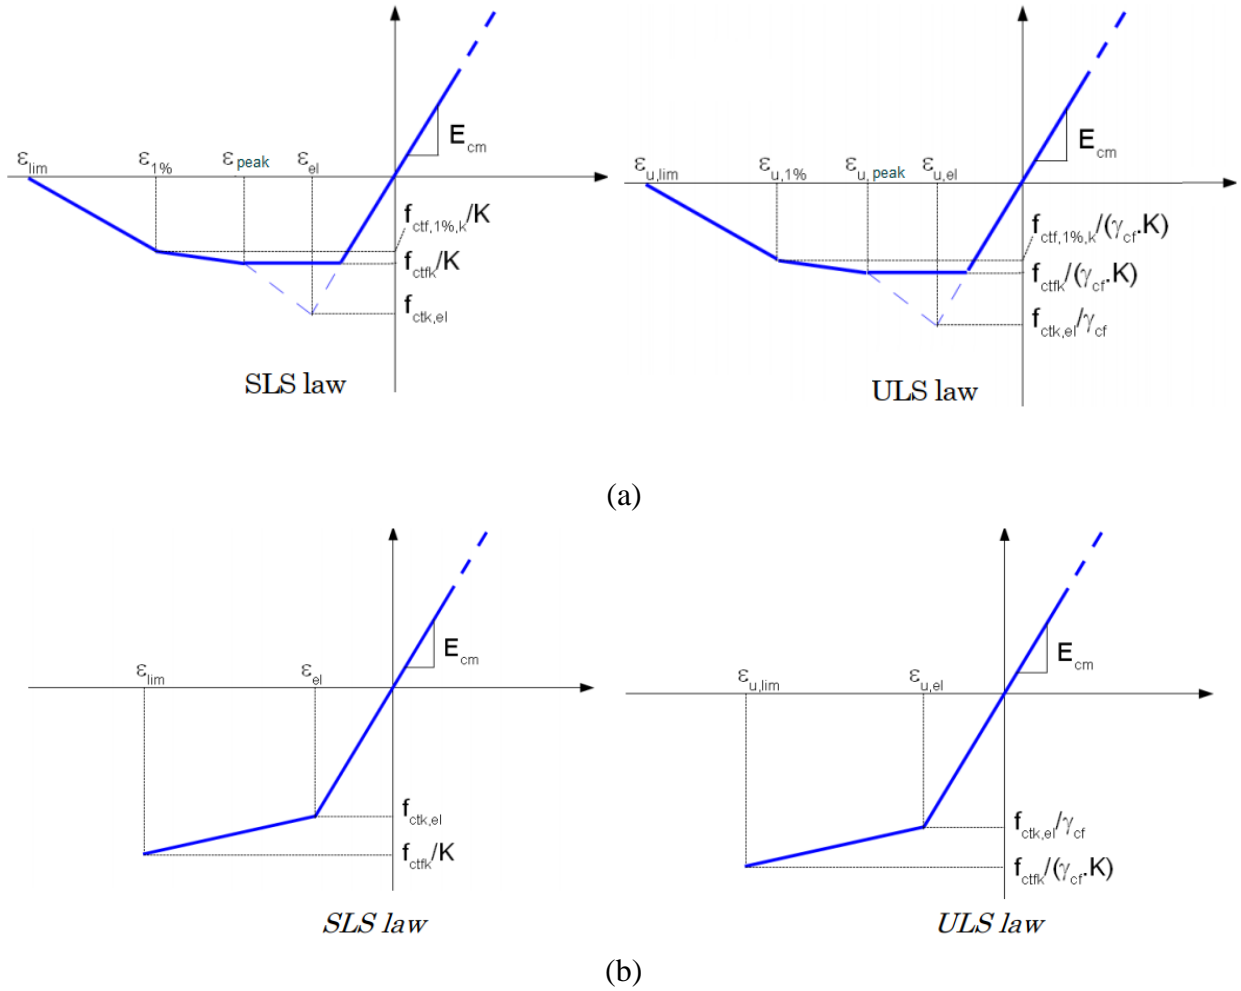 ε_lim ε_1% ε_peak ε_el
E_cm
f_ctf,1%,k/K
f_ctfk/K
f_ctk,el
SLS law
ε_u,lim ε_u,1% ε_u,peak ε_u,el
E_cm
f_ctf,1%,k/(γ_cf.K)
f_ctfk/(γ_cf.K)
f_ctk,el/γ_cf
ULS law
(a)
ε_lim ε_el
E_cm
f_ctk,el
f_ctfk/K
SLS law
ε_u,lim ε_u,el
E_cm
f_ctk,el/γ_cf
f_ctfk/(γ_cf.K)
ULS law
(b)